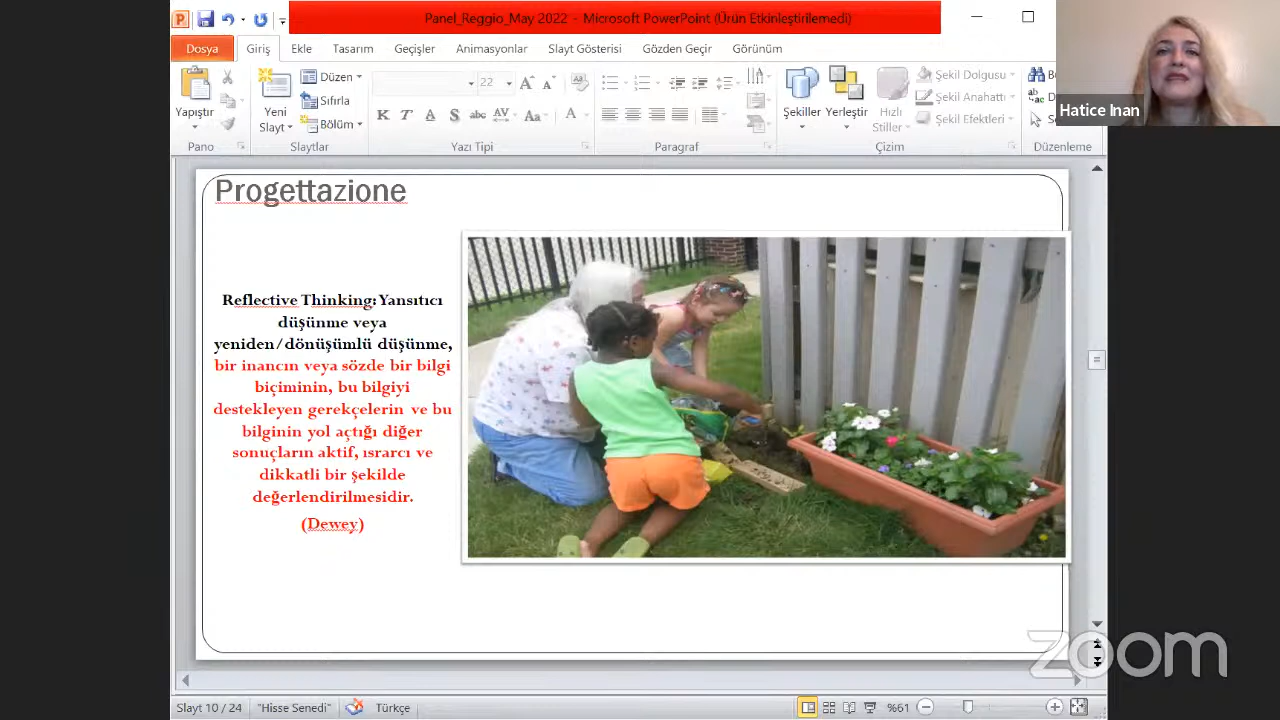 Panel_Reggio_May 2022 - Microsoft PowerPoint (Ürün Etkinleştirilemedi)
Dosya Giriş Ekle Tasarım Geçişler Animasyonlar Slayt Gösterisi Gözden Geçir Görünüm
Hatice Inan
Yapıştır
Pano
Yeni
Slayt
Düzen
Sıfırla
Bölüm
Slaytlar
22
K T A S abc AV Aa A
Yazı Tipi
Paragraf
Şekiller
Yerleştir
Hızlı
Stiller
Şekil Dolgusu
Şekil Anahattı
Şekil Efektleri
Çizim
Düzenleme
Progettazione
Reflective Thinking: Yansıtıcı
düşünme veya
yeniden/dönüşümlü düşünme,
bir inancın veya sözde bir bilgi
biçiminin, bu bilgiyi
destekleyen gerekçelerin ve bu
bilginin yol açtığı diğer
sonuçların aktif, ısrarcı ve
dikkatli bir şekilde
değerlendirilmesidir.
(Dewey)
zoom
Slayt 10 / 24 "Hisse Senedi" Türkçe %61